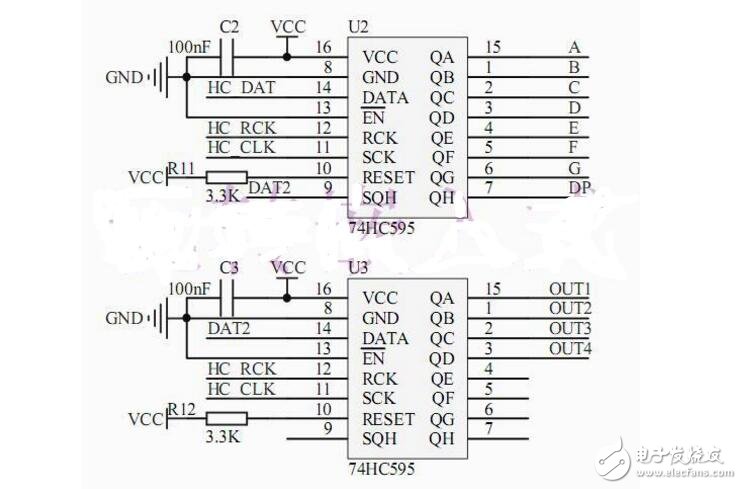 C2 VCC U2
100nF 16 VCC QA 15 A
GND 8 GND QB 1 B
HC_DAT 14 DATA QC 2 C
13 EN QD 3 D
HC_RCK 12 RCK QE 4 E
HC_CLK 11 SCK QF 5 F
VCC R11 10 RESET QG 6 G
3.3K DAT2 9 SQH QH 7 DP
74HC595
C3 VCC U3
100nF 16 VCC QA 15 OUT1
GND 8 GND QB 1 OUT2
DAT2 14 DATA QC 2 OUT3
13 EN QD 3 OUT4
HC_RCK 12 RCK QE 4
HC_CLK 11 SCK QF 5
VCC R12 10 RESET QG 6
3.3K 9 SQH QH 7
74HC595
电子发烧友
www.elecfans.com